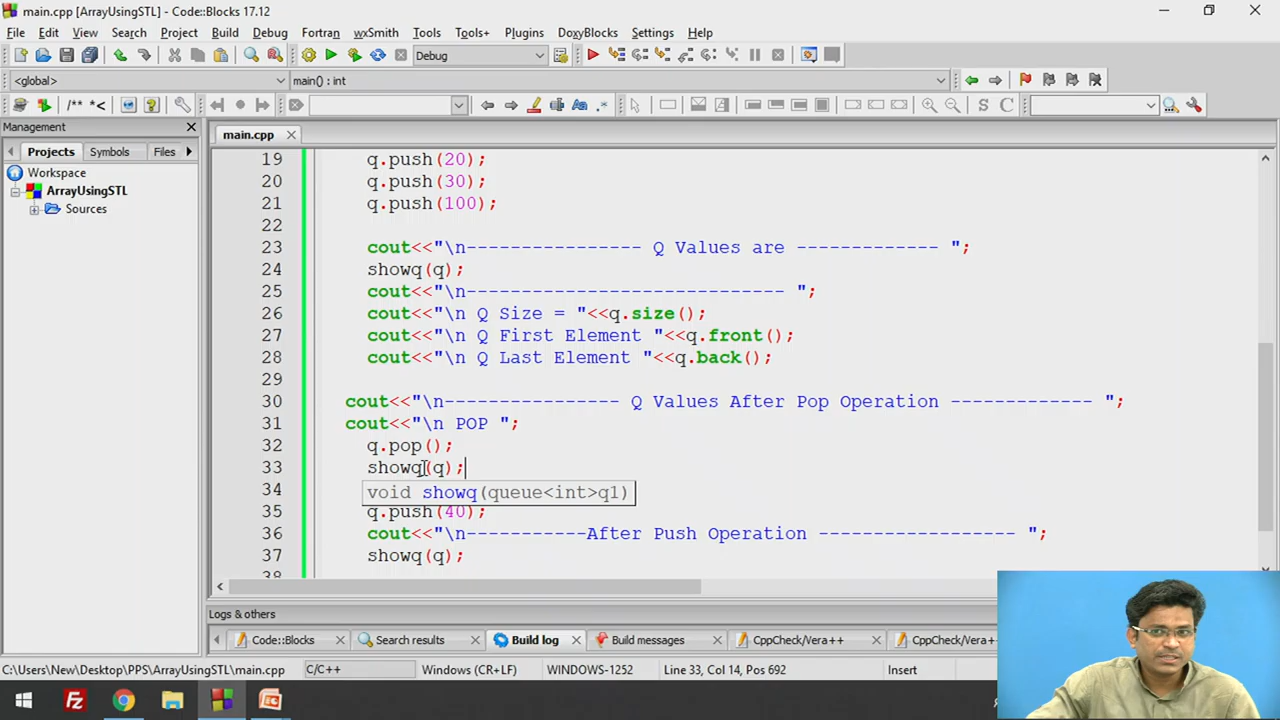 main.cpp [ArrayUsingSTL] - Code::Blocks 17.12
File Edit View Search Project Build Debug Fortran wxSmith Tools Tools+ Plugins DoxyBlocks Settings Help
Debug
<global> main() : int
/** *< Aa .* S C
Management
main.cpp
Projects Symbols Files
Workspace
ArrayUsingSTL
Sources
19 q.push(20);
20 q.push(30);
21 q.push(100);
22
23 cout<<"\n---------------- Q Values are ------------- ";
24 showq(q);
25 cout<<"\n----------------------------- ";
26 cout<<"\n Q Size = "<<q.size();
27 cout<<"\n Q First Element "<<q.front();
28 cout<<"\n Q Last Element "<<q.back();
29
30 cout<<"\n---------------- Q Values After Pop Operation ------------- ";
31 cout<<"\n POP ";
32 q.pop();
33 showq(q);
34 void showq(queue<int>q1)
35 q.push(40);
36 cout<<"\n-----------After Push Operation ------------------ ";
37 showq(q);
38
Logs & others
Code::Blocks Search results Build log Build messages CppCheck/Vera++ CppCheck/Vera++
C:\Users\New\Desktop\PPS\ArrayUsingSTL\main.cpp C/C++ Windows (CR+LF) WINDOWS-1252 Line 33, Col 14, Pos 692 Insert